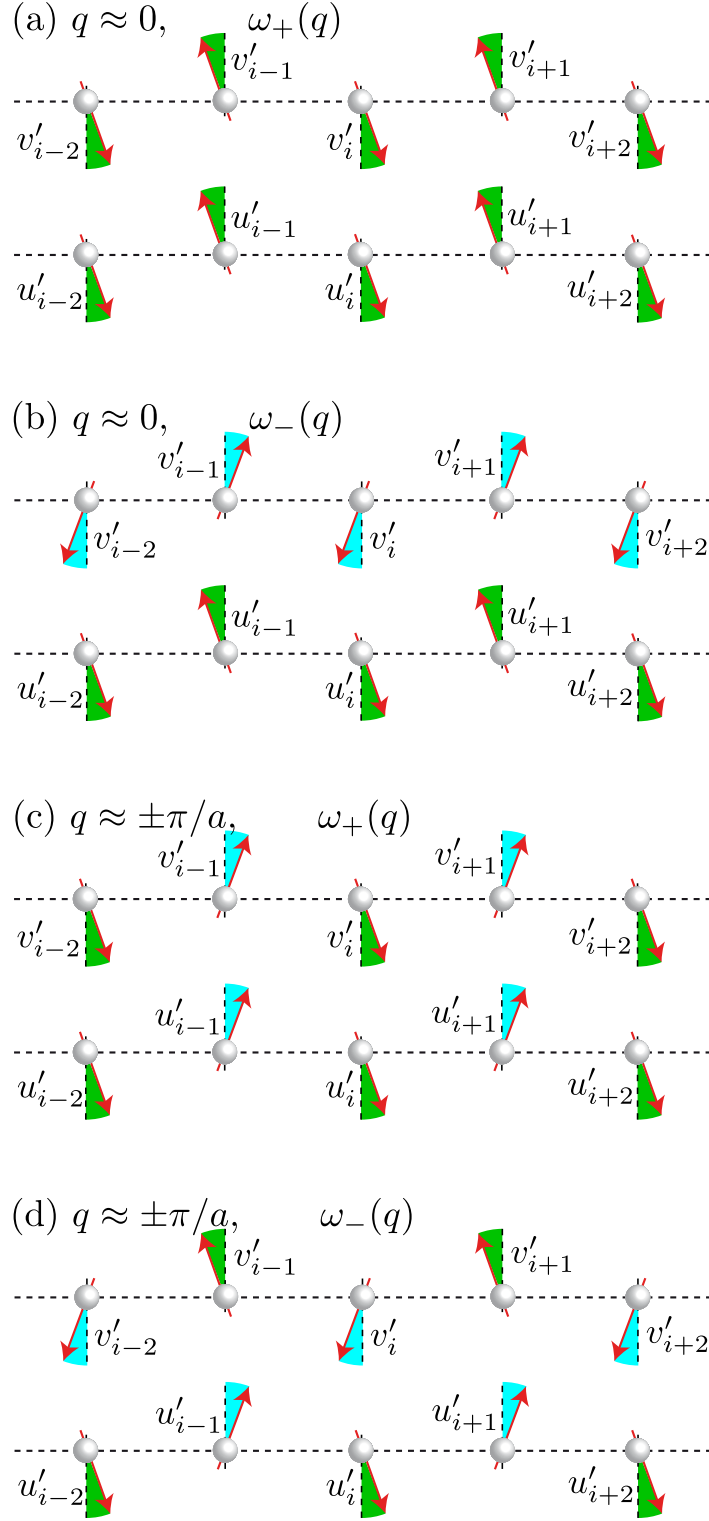 (a) q ≈ 0, ω₊(q)
v′ᵢ₋₁ v′ᵢ₊₁
v′ᵢ₋₂ v′ᵢ v′ᵢ₊₂
u′ᵢ₋₁ u′ᵢ₊₁
u′ᵢ₋₂ u′ᵢ u′ᵢ₊₂
(b) q ≈ 0, ω₋(q)
v′ᵢ₋₁ v′ᵢ₊₁
v′ᵢ₋₂ v′ᵢ v′ᵢ₊₂
u′ᵢ₋₁ u′ᵢ₊₁
u′ᵢ₋₂ u′ᵢ u′ᵢ₊₂
(c) q ≈ ±π/a, ω₊(q)
v′ᵢ₋₁ v′ᵢ₊₁
v′ᵢ₋₂ v′ᵢ v′ᵢ₊₂
u′ᵢ₋₁ u′ᵢ₊₁
u′ᵢ₋₂ u′ᵢ u′ᵢ₊₂
(d) q ≈ ±π/a, ω₋(q)
v′ᵢ₋₁ v′ᵢ₊₁
v′ᵢ₋₂ v′ᵢ v′ᵢ₊₂
u′ᵢ₋₁ u′ᵢ₊₁
u′ᵢ₋₂ u′ᵢ u′ᵢ₊₂